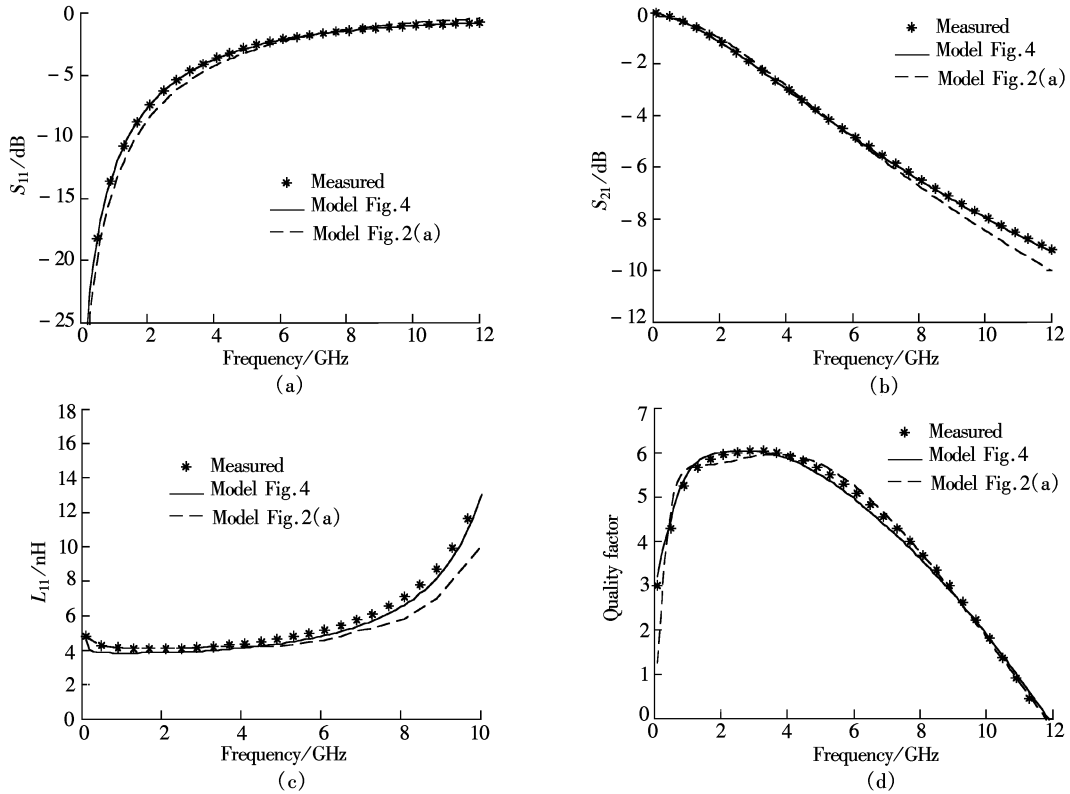 S11/dB
0
−5
−10
−15
−20
−25
0 2 4 6 8 10 12
Frequency/GHz
(a)
Measured
Model Fig.4
Model Fig.2(a)
S21/dB
0
−2
−4
−6
−8
−10
−12
0 2 4 6 8 10 12
Frequency/GHz
(b)
Measured
Model Fig.4
Model Fig.2(a)
L11/nH
18
16
14
12
10
8
6
4
2
0
0 2 4 6 8 10
Frequency/GHz
(c)
Measured
Model Fig.4
Model Fig.2(a)
Quality factor
7
6
5
4
3
2
1
0
0 2 4 6 8 10 12
Frequency/GHz
(d)
Measured
Model Fig.4
Model Fig.2(a)